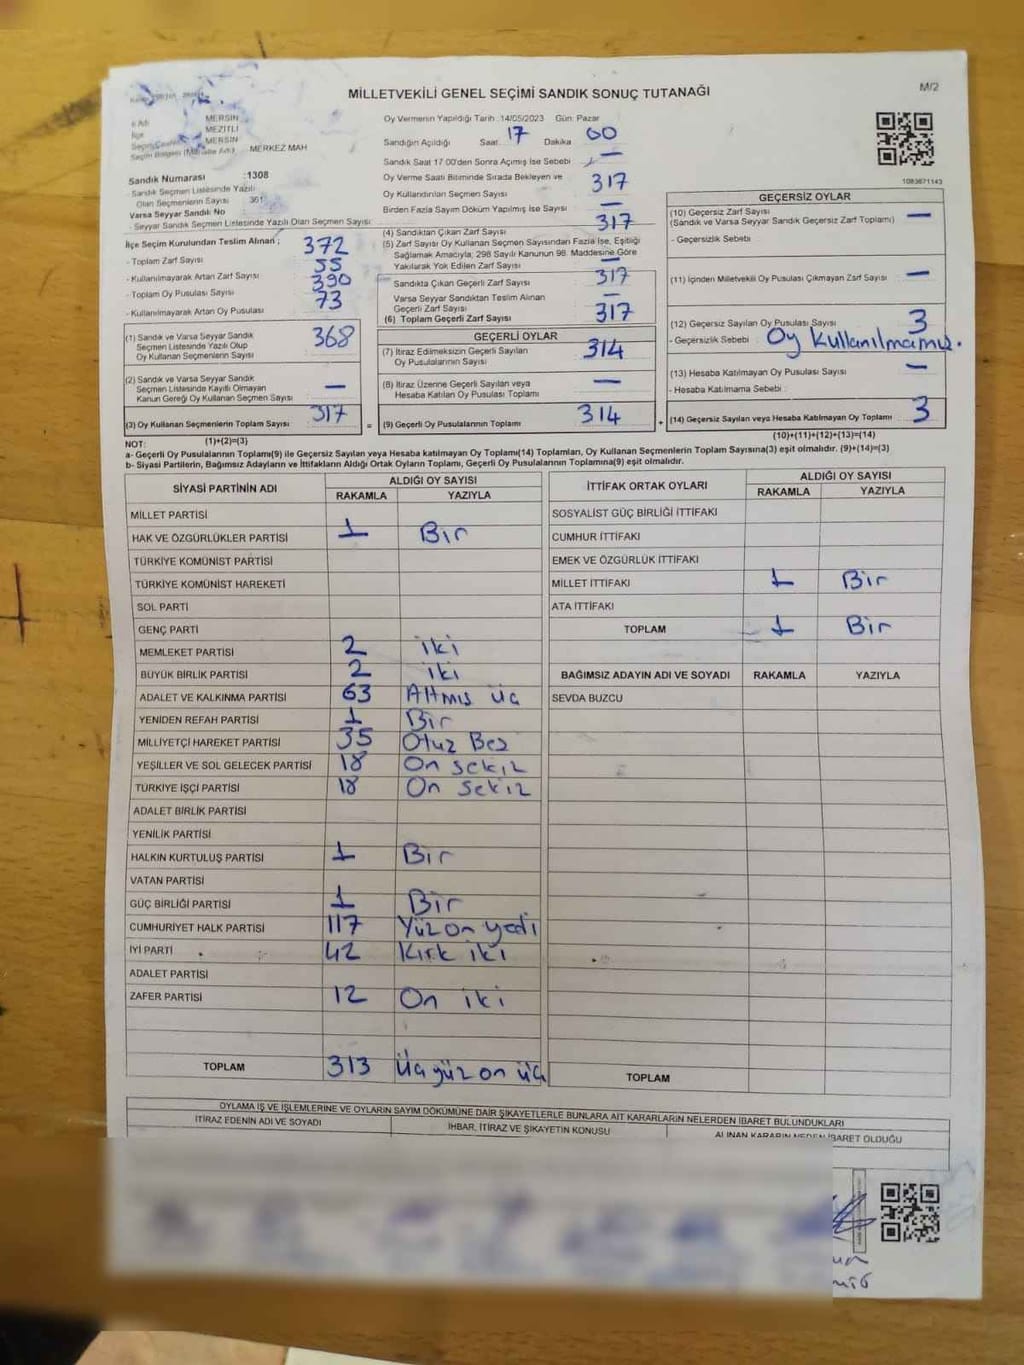 MİLLETVEKİLİ GENEL SEÇİMİ SANDIK SONUÇ TUTANAĞI
M/2
MERSİN
MEZİTLİ
MERSİN
MERKEZ MAH
Sandık Numarası :1308
Sandık Seçmen Listesinde Yazılı
Olan Seçmenlerin Sayısı
Varsa Seyyar Sandık No
Seyyar Sandık Seçmen Listesinde Yazılı Olan Seçmen Sayısı:
İlçe Seçim Kurulundan Teslim Alınan ;
- Toplam Zarf Sayısı 372
- Kullanılmayarak Artan Zarf Sayısı 55
- Toplam Oy Pusulası Sayısı 390
- Kullanılmayarak Artan Oy Pusulası 73
Oy Vermenin Yapıldığı Tarih :14/05/2023 Gün: Pazar
Sandığın Açıldığı Saat: 17 Dakika 00
Sandık Saat 17:00'den Sonra Açımış İse Sebebi —
Oy Verme Saati Bitiminde Sırada Bekleyen ve
Oy Kullandırılan Seçmen Sayısı 317
Birden Fazla Sayım Döküm Yapılmış İse Sayısı —
(4) Sandıktan Çıkan Zarf Sayısı 317
(5) Zarf Sayısı Oy Kullanan Seçmen Sayısından Fazla İse, Eşitliği
Sağlamak Amacıyla; 298 Sayılı Kanunun 98. Maddesine Göre
Yakılarak Yok Edilen Zarf Sayısı —
Sandıkta Çıkan Geçerli Zarf Sayısı 317
Varsa Seyyar Sandıktan Teslim Alınan
Geçerli Zarf Sayısı —
(6) Toplam Geçerli Zarf Sayısı 317
1083671143
GEÇERSİZ OYLAR
(10) Geçersiz Zarf Sayısı —
(Sandık ve Varsa Seyyar Sandık Geçersiz Zarf Toplamı)
- Geçersizlik Sebebi
(11) İçinden Milletvekili Oy Pusulası Çıkmayan Zarf Sayısı —
(12) Geçersiz Sayılan Oy Pusulası Sayısı 3
- Geçersizlik Sebebi : Oy Kullanılmamış.
(13) Hesaba Katılmayan Oy Pusulası Sayısı —
- Hesaba Katılmama Sebebi :
(14) Geçersiz Sayılan veya Hesaba Katılmayan Oy Toplamı 3
(10)+(11)+(12)+(13)=(14)
(1) Sandık ve Varsa Seyyar Sandık
Seçmen Listesinde Yazılı Olup
Oy Kullanan Seçmenlerin Sayısı 368
(2) Sandık ve Varsa Seyyar Sandık
Seçmen Listesinde Kayıtlı Olmayan
Kanun Gereği Oy Kullanan Seçmen Sayısı —
(3) Oy Kullanan Seçmenlerin Toplam Sayısı 317
(1)+(2)=(3)
GEÇERLİ OYLAR
(7) İtiraz Edilmeksizin Geçerli Sayılan
Oy Pusulalarının Sayısı 314
(8) İtiraz Üzerine Geçerli Sayılan veya
Hesaba Katılan Oy Pusulası Toplamı —
= (9) Geçerli Oy Pusulalarının Toplamı 314 +
NOT:
a- Geçerli Oy Pusulalarının Toplamı(9) ile Geçersiz Sayılan veya Hesaba katılmayan Oy Toplamı(14) Toplamları, Oy Kullanan Seçmenlerin Toplam Sayısına(3) eşit olmalıdır. (9)+(14)=(3)
b- Siyasi Partilerin, Bağımsız Adayların ve İttifakların Aldığı Ortak Oyların Toplamı, Geçerli Oy Pusulalarının Toplamına(9) eşit olmalıdır.
SİYASİ PARTİNİN ADI ALDIĞI OY SAYISI
RAKAMLA YAZIYLA
MİLLET PARTİSİ
HAK VE ÖZGÜRLÜKLER PARTİSİ 1 Bir
TÜRKİYE KOMÜNİST PARTİSİ
TÜRKİYE KOMÜNİST HAREKETİ
SOL PARTİ
GENÇ PARTİ
MEMLEKET PARTİSİ 2 iki
BÜYÜK BİRLİK PARTİSİ 2 iki
ADALET VE KALKINMA PARTİSİ 63 Altmış üç
YENİDEN REFAH PARTİSİ 1 Bir
MİLLİYETÇİ HAREKET PARTİSİ 35 Otuz Beş
YEŞİLLER VE SOL GELECEK PARTİSİ 18 On sekiz
TÜRKİYE İŞÇİ PARTİSİ 18 On sekiz
ADALET BİRLİK PARTİSİ
YENİLİK PARTİSİ
HALKIN KURTULUŞ PARTİSİ 1 Bir
VATAN PARTİSİ
GÜÇ BİRLİĞİ PARTİSİ 1 Bir
CUMHURİYET HALK PARTİSİ 117 Yüz on yedi
İYİ PARTİ 42 Kırk iki
ADALET PARTİSİ
ZAFER PARTİSİ 12 On iki
TOPLAM 313 Üçyüz on üç
İTTİFAK ORTAK OYLARI ALDIĞI OY SAYISI
RAKAMLA YAZIYLA
SOSYALİST GÜÇ BİRLİĞİ İTTİFAKI
CUMHUR İTTİFAKI
EMEK VE ÖZGÜRLÜK İTTİFAKI
MİLLET İTTİFAKI 1 Bir
ATA İTTİFAKI
TOPLAM 1 Bir
BAĞIMSIZ ADAYIN ADI VE SOYADI RAKAMLA YAZIYLA
SEVDA BUZCU
TOPLAM
OYLAMA İŞ VE İŞLEMLERİNE VE OYLARIN SAYIM DÖKÜMÜNE DAİR ŞİKAYETLERLE BUNLARA AİT KARARLARIN NELERDEN İBARET BULUNDUKLARI
İTİRAZ EDENİN ADI VE SOYADI İHBAR, İTİRAZ VE ŞİKAYETİN KONUSU ALINAN KARARIN NEDEN İBARET OLDUĞU